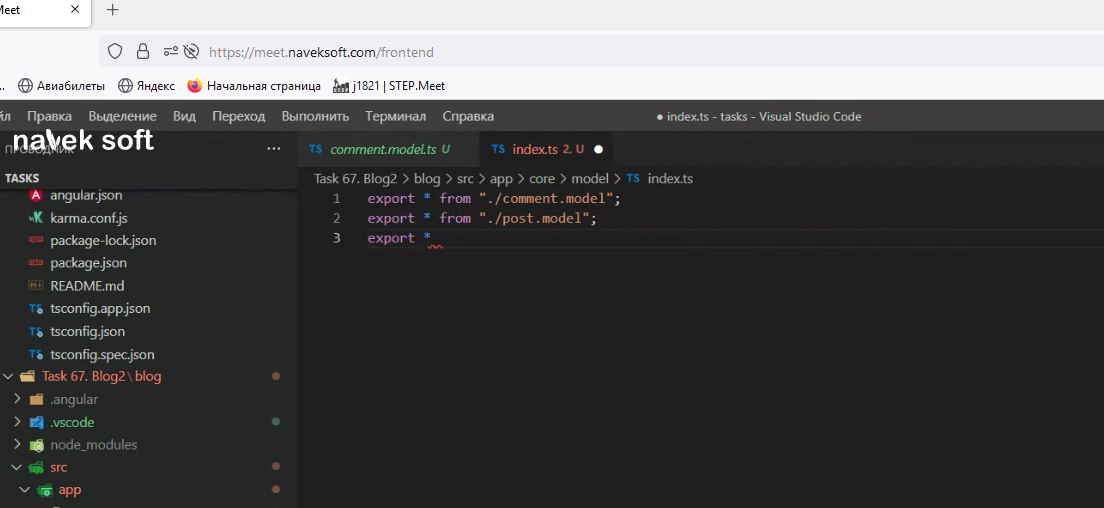 Meet
https://meet.naveksoft.com/frontend
Авиабилеты Яндекс Начальная страница j1821 | STEP.Meet
Правка Выделение Вид Переход Выполнить Терминал Справка ● index.ts - tasks - Visual Studio Code
navek soft
ПРОВОДНИК ...
TS comment.model.ts U TS index.ts 2, U
TASKS
Task 67. Blog2 > blog > src > app > core > model > TS index.ts
angular.json
karma.conf.js
package-lock.json
package.json
README.md
tsconfig.app.json
tsconfig.json
tsconfig.spec.json
Task 67. Blog2\blog
.angular
.vscode
node_modules
src
app
1 export * from "./comment.model";
2 export * from "./post.model";
3 export *